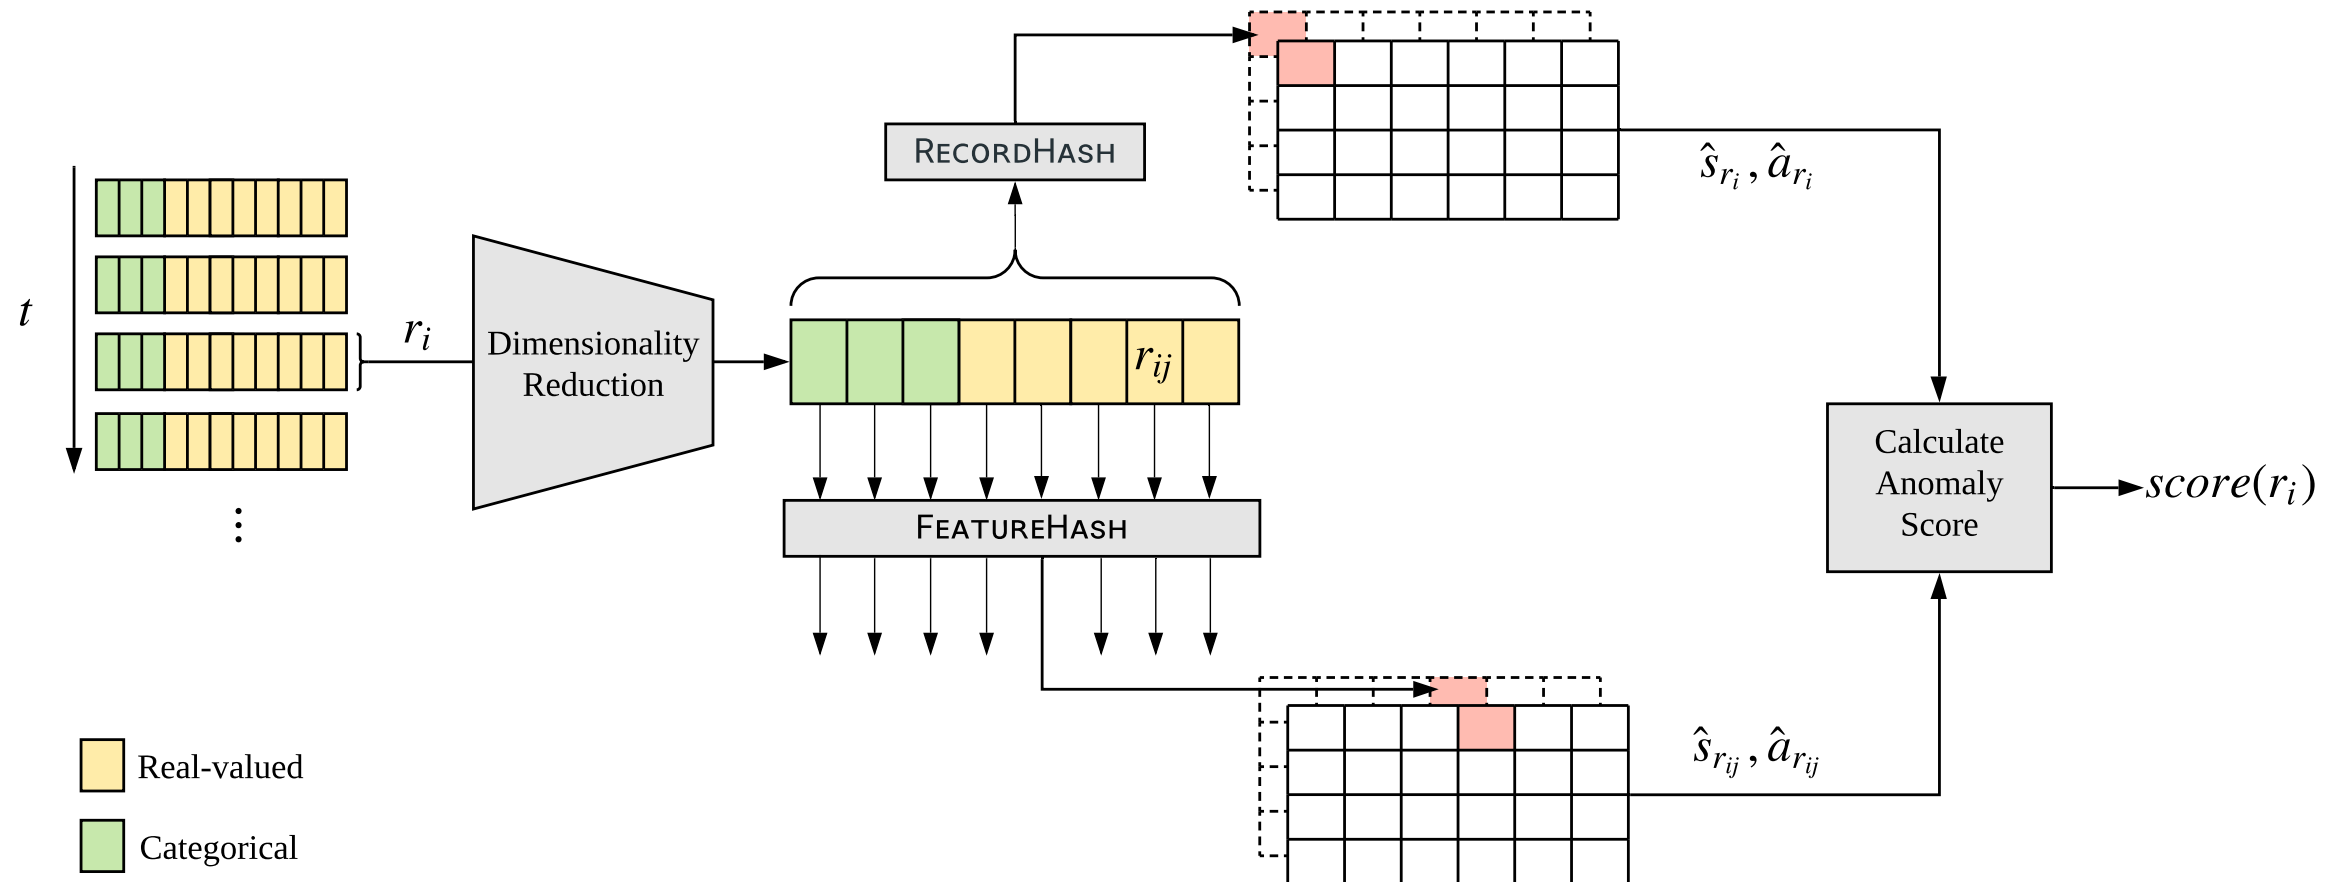 t
r_i
Dimensionality
Reduction
RECORDHASH
r_{ij}
FEATUREHASH
ŝ_{r_i}, â_{r_i}
Calculate
Anomaly
Score
score(r_i)
ŝ_{r_{ij}}, â_{r_{ij}}
Real-valued
Categorical